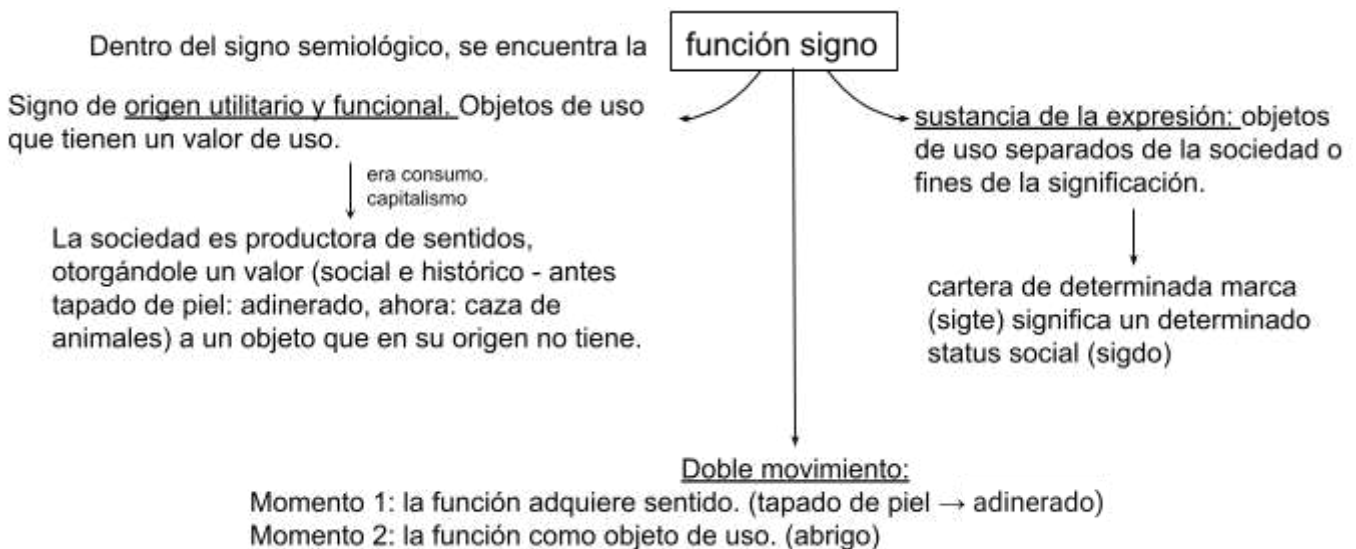 Dentro del signo semiológico, se encuentra la función signo
Signo de origen utilitario y funcional. Objetos de uso
que tienen un valor de uso.
era consumo.
capitalismo
La sociedad es productora de sentidos,
otorgándole un valor (social e histórico - antes
tapado de piel: adinerado, ahora: caza de
animales) a un objeto que en su origen no tiene.
sustancia de la expresión: objetos
de uso separados de la sociedad o
fines de la significación.
cartera de determinada marca
(sigte) significa un determinado
status social (sigdo)
Doble movimiento:
Momento 1: la función adquiere sentido. (tapado de piel → adinerado)
Momento 2: la función como objeto de uso. (abrigo)